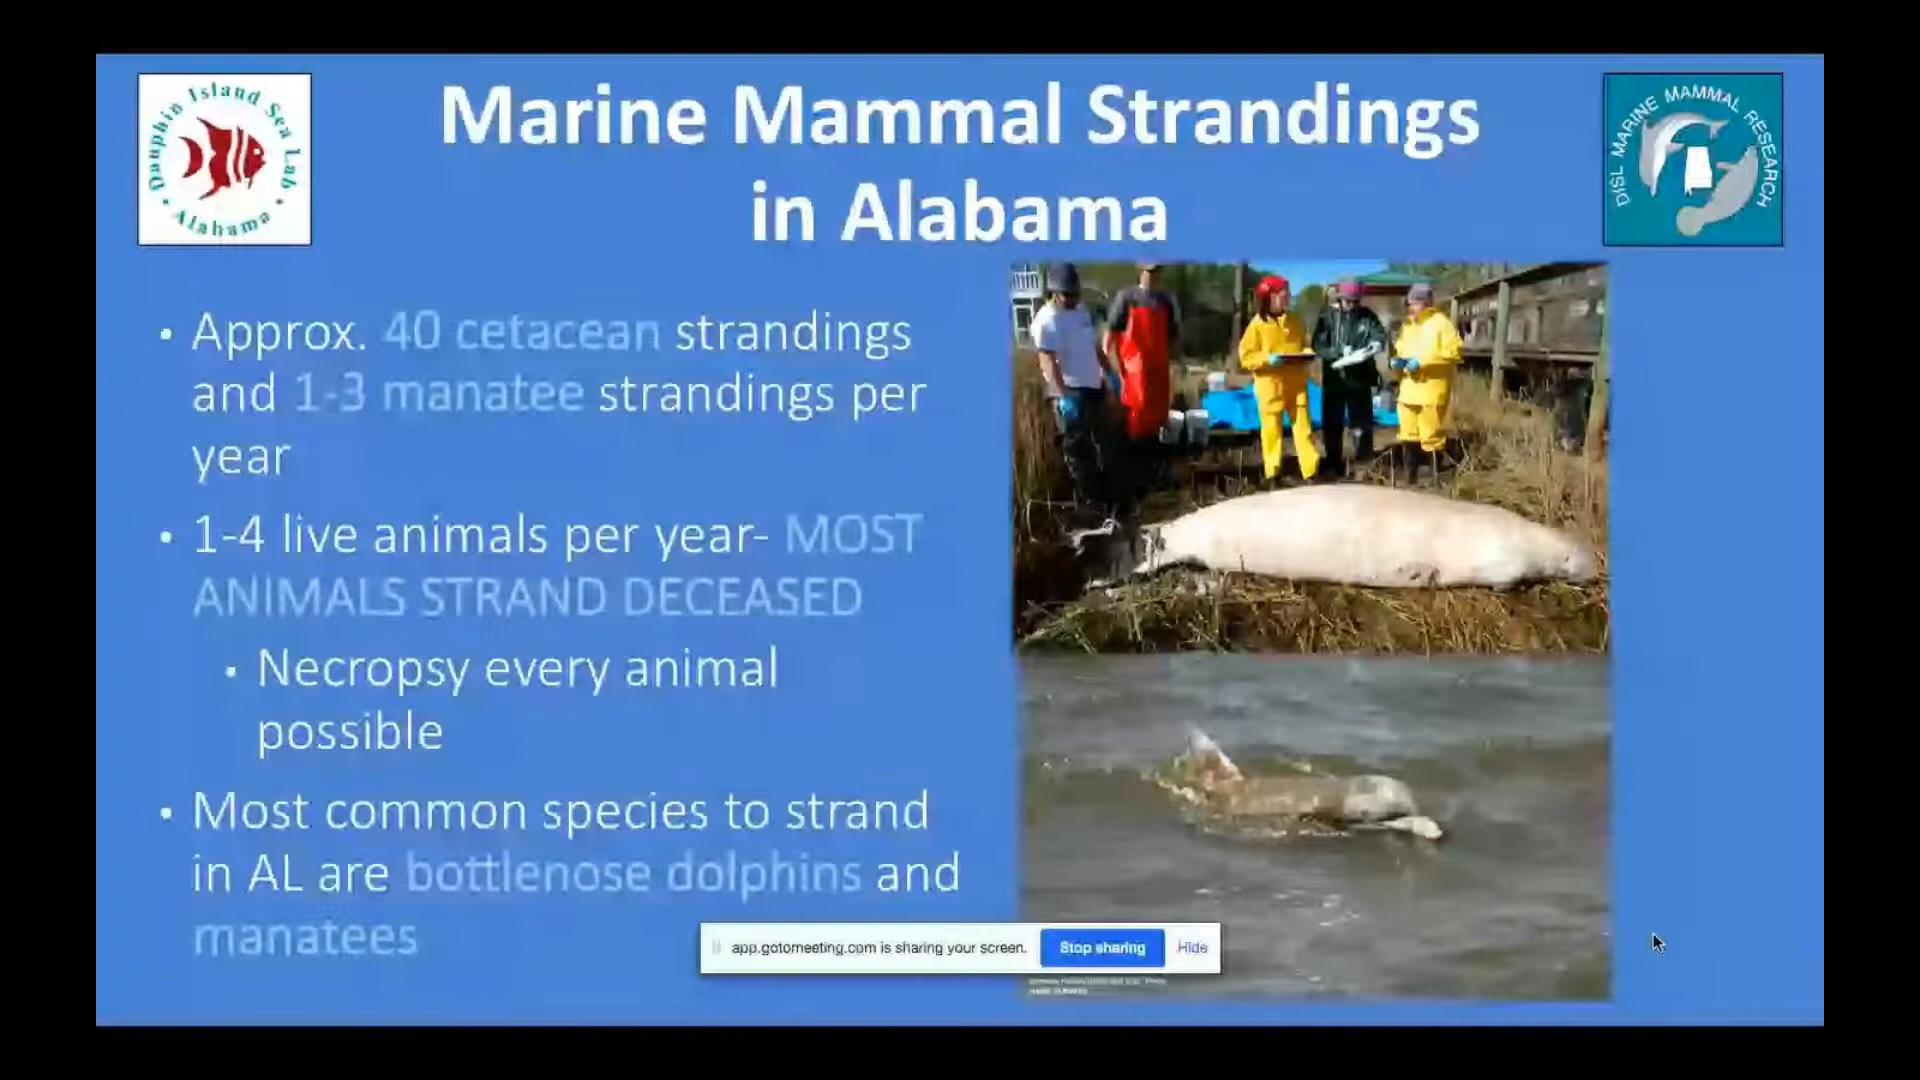 Dauphin Island Sea Lab
• Alabama •
Marine Mammal Strandings
in Alabama
DISL MARINE MAMMAL RESEARCH
• Approx. 40 cetacean strandings
and 1-3 manatee strandings per
year
• 1-4 live animals per year- MOST
ANIMALS STRAND DECEASED
• Necropsy every animal
possible
• Most common species to strand
in AL are bottlenose dolphins and
manatees
app.gotomeeting.com is sharing your screen.
Stop sharing
Hide